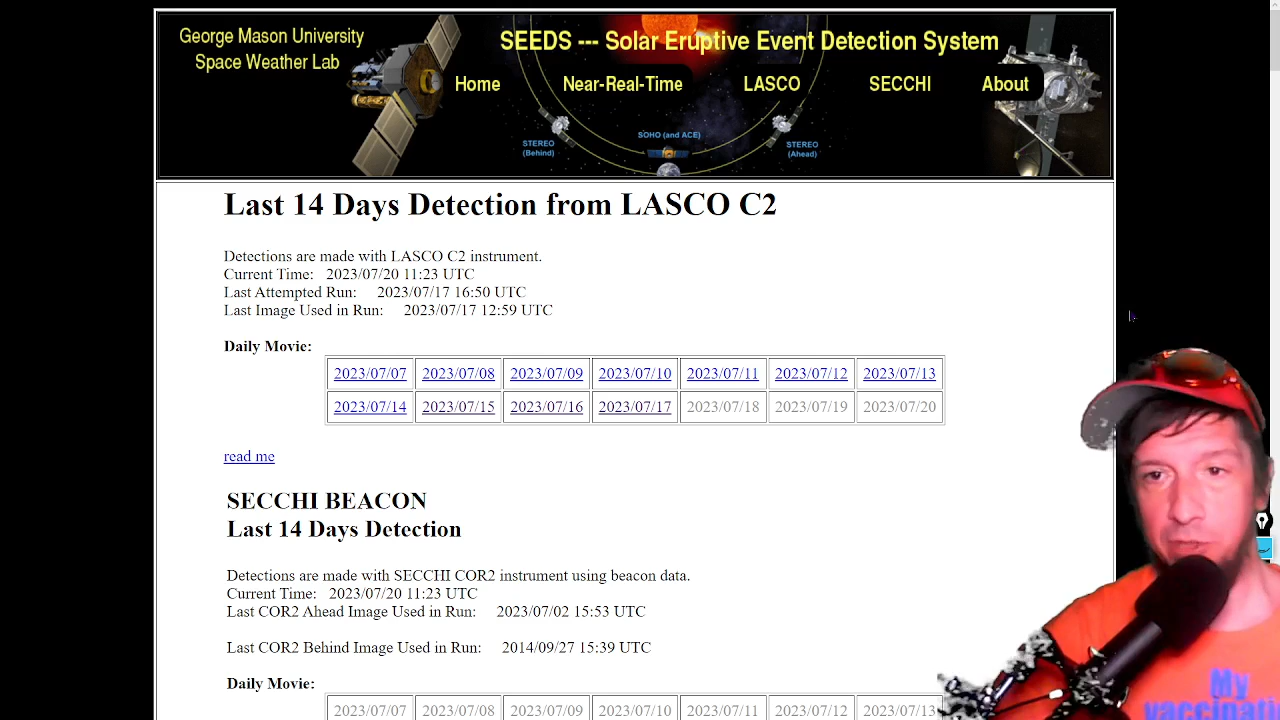 George Mason University
Space Weather Lab
SEEDS --- Solar Eruptive Event Detection System
Home Near-Real-Time LASCO SECCHI About
STEREO
(Behind)
SOHO (and ACE)
STEREO
(Ahead)
Last 14 Days Detection from LASCO C2
Detections are made with LASCO C2 instrument.
Current Time: 2023/07/20 11:23 UTC
Last Attempted Run: 2023/07/17 16:50 UTC
Last Image Used in Run: 2023/07/17 12:59 UTC
Daily Movie:
2023/07/07 2023/07/08 2023/07/09 2023/07/10 2023/07/11 2023/07/12 2023/07/13
2023/07/14 2023/07/15 2023/07/16 2023/07/17 2023/07/18 2023/07/19 2023/07/20
read me
SECCHI BEACON
Last 14 Days Detection
Detections are made with SECCHI COR2 instrument using beacon data.
Current Time: 2023/07/20 11:23 UTC
Last COR2 Ahead Image Used in Run: 2023/07/02 15:53 UTC
Last COR2 Behind Image Used in Run: 2014/09/27 15:39 UTC
Daily Movie:
2023/07/07 2023/07/08 2023/07/09 2023/07/10 2023/07/11 2023/07/12 2023/07/13
My